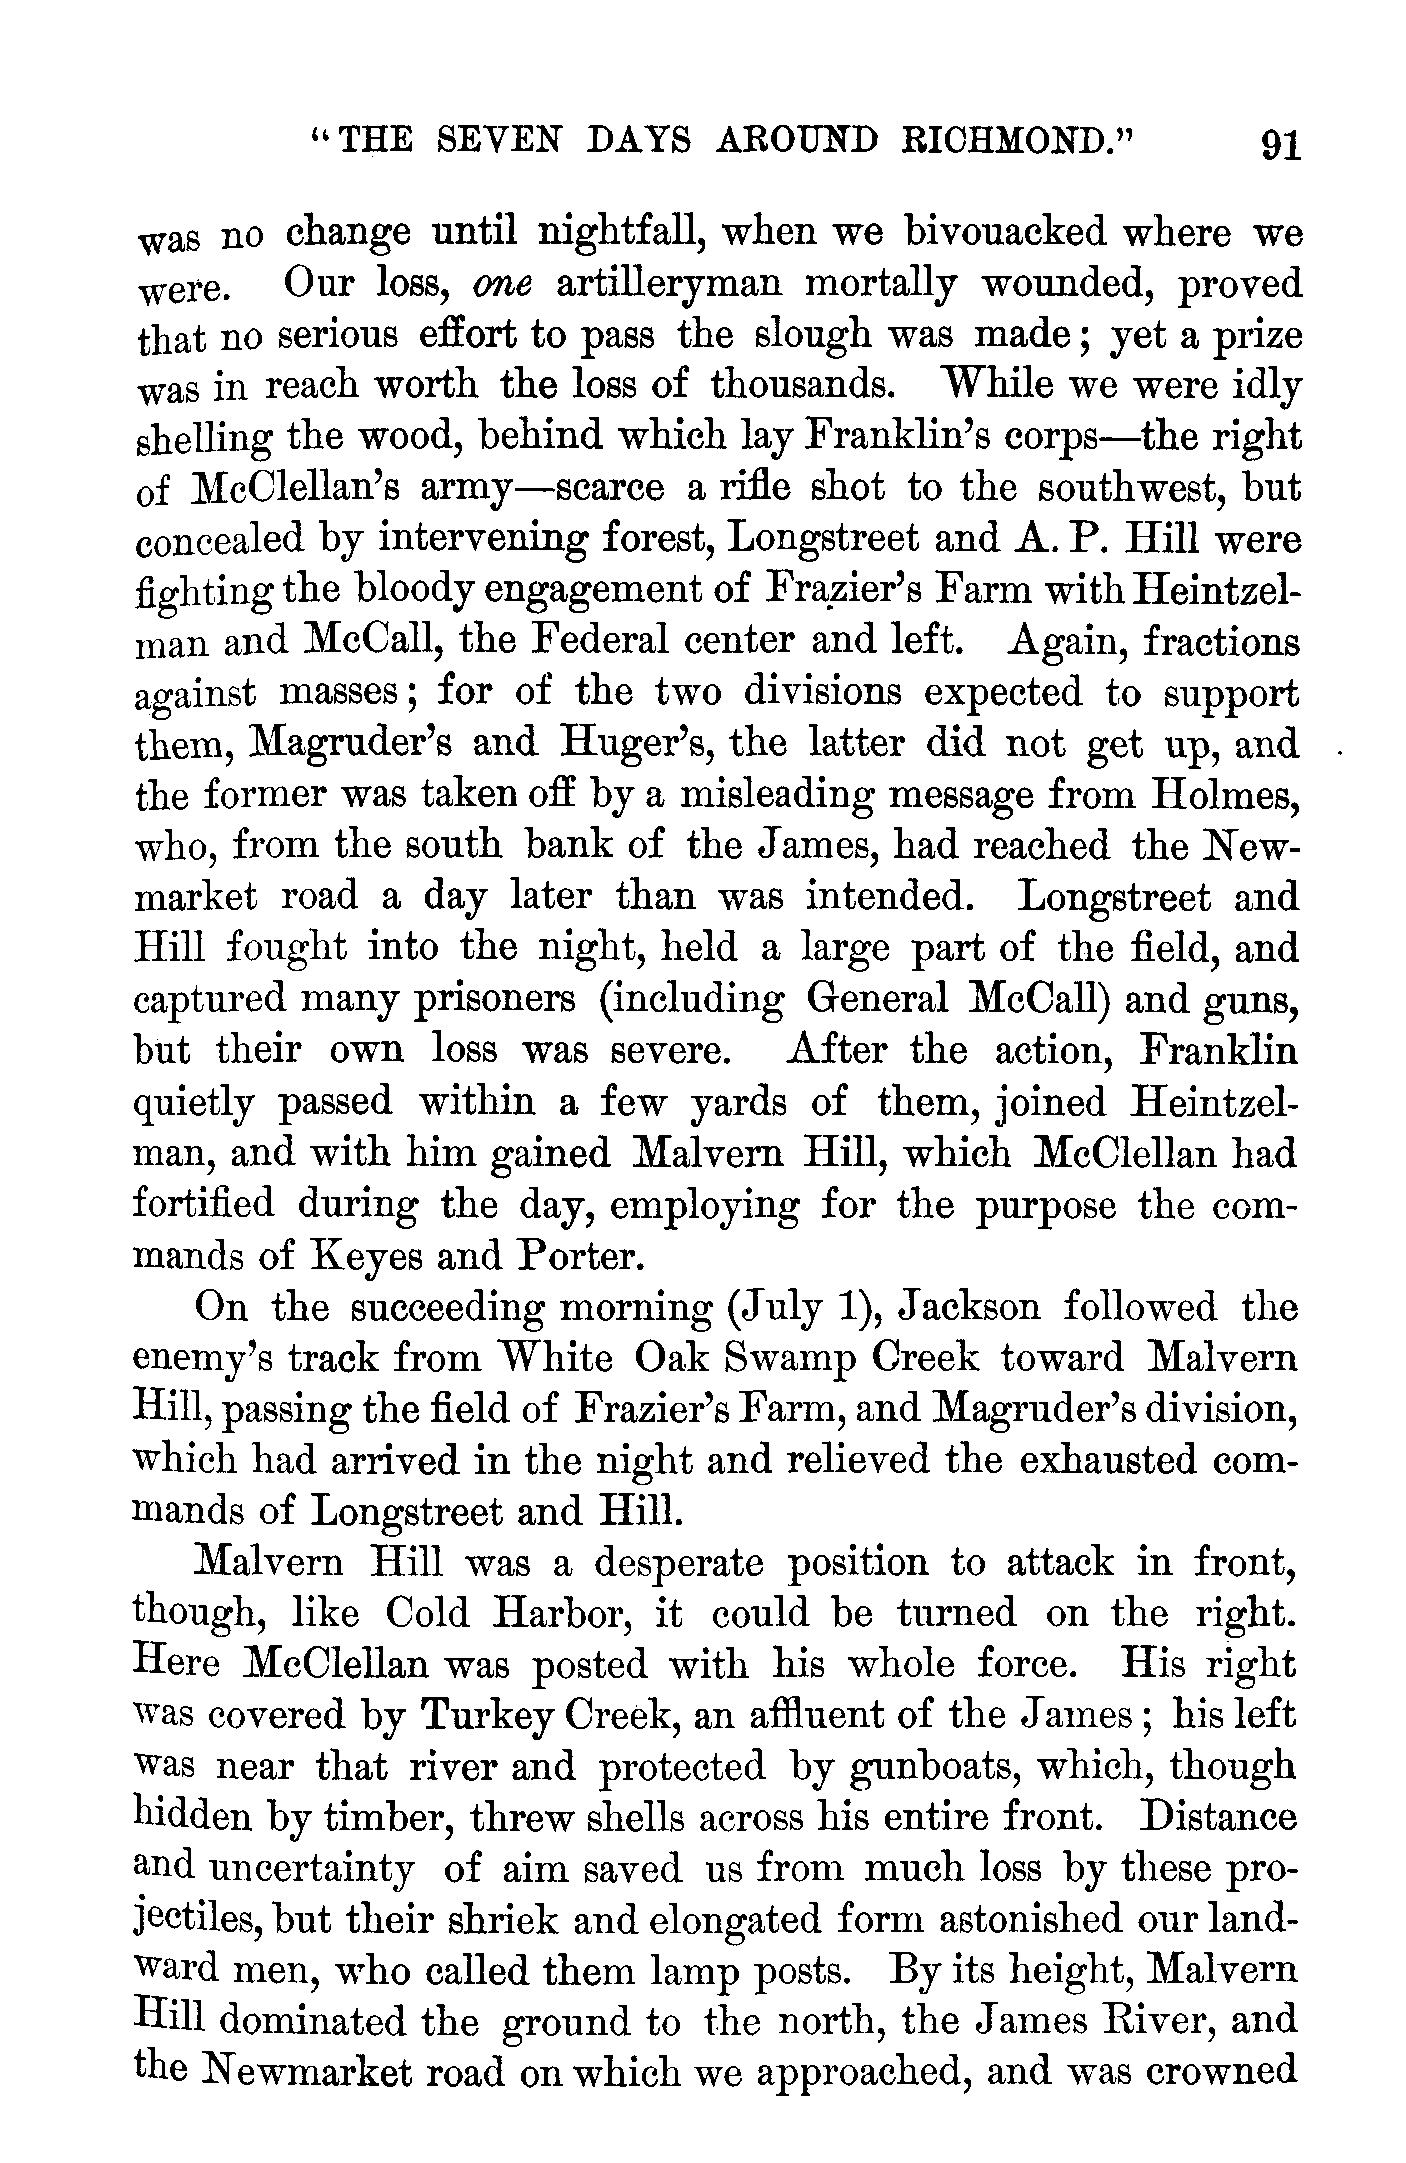 "THE SEVEN DAYS AROUND RICHMOND." 91
was no change until nightfall, when we bivouacked where we
were. Our loss, one artilleryman mortally wounded, proved
that no serious effort to pass the slough was made; yet a prize
was in reach worth the loss of thousands. While we were idly
shelling the wood, behind which lay Franklin's corps—the right
of McClellan's army—scarce a rifle shot to the southwest, but
concealed by intervening forest, Longstreet and A. P. Hill were
fighting the bloody engagement of Frazier's Farm with Heintzel-
man and McCall, the Federal center and left. Again, fractions
against masses; for of the two divisions expected to support
them, Magruder's and Huger's, the latter did not get up, and
the former was taken off by a misleading message from Holmes,
who, from the south bank of the James, had reached the New-
market road a day later than was intended. Longstreet and
Hill fought into the night, held a large part of the field, and
captured many prisoners (including General McCall) and guns,
but their own loss was severe. After the action, Franklin
quietly passed within a few yards of them, joined Heintzel-
man, and with him gained Malvern Hill, which McClellan had
fortified during the day, employing for the purpose the com-
mands of Keyes and Porter.
On the succeeding morning (July 1), Jackson followed the
enemy's track from White Oak Swamp Creek toward Malvern
Hill, passing the field of Frazier's Farm, and Magruder's division,
which had arrived in the night and relieved the exhausted com-
mands of Longstreet and Hill.
Malvern Hill was a desperate position to attack in front,
though, like Cold Harbor, it could be turned on the right.
Here McClellan was posted with his whole force. His right
was covered by Turkey Creek, an affluent of the James; his left
was near that river and protected by gunboats, which, though
hidden by timber, threw shells across his entire front. Distance
and uncertainty of aim saved us from much loss by these pro-
jectiles, but their shriek and elongated form astonished our land-
ward men, who called them lamp posts. By its height, Malvern
Hill dominated the ground to the north, the James River, and
the Newmarket road on which we approached, and was crowned